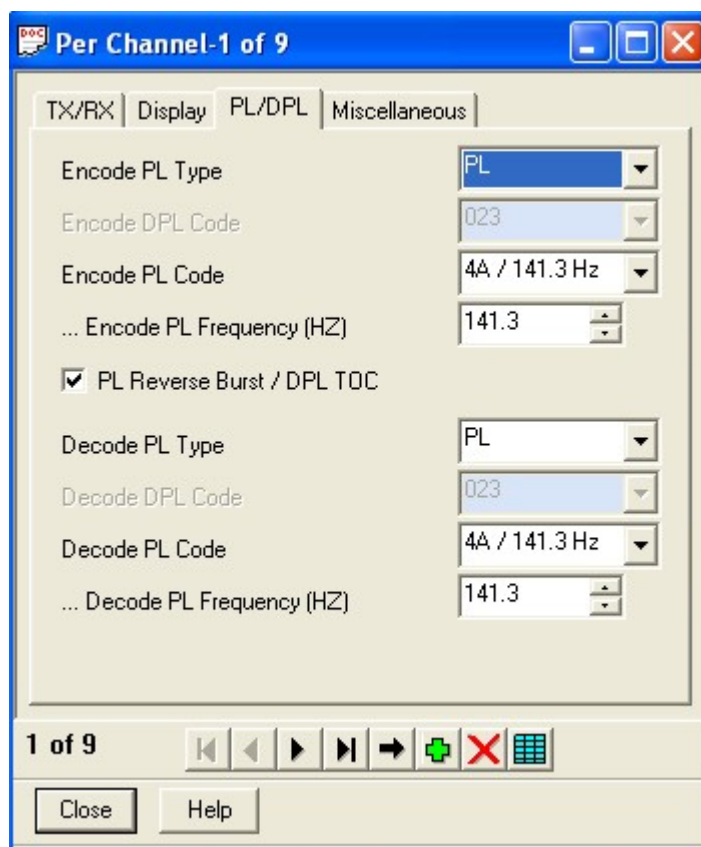 DOC
Per Channel-1 of 9
TX/RX Display PL/DPL Miscellaneous
Encode PL Type PL
Encode DPL Code 023
Encode PL Code 4A / 141.3 Hz
... Encode PL Frequency (HZ) 141.3
PL Reverse Burst / DPL TOC
Decode PL Type PL
Decode DPL Code 023
Decode PL Code 4A / 141.3 Hz
... Decode PL Frequency (HZ) 141.3
1 of 9
Close Help